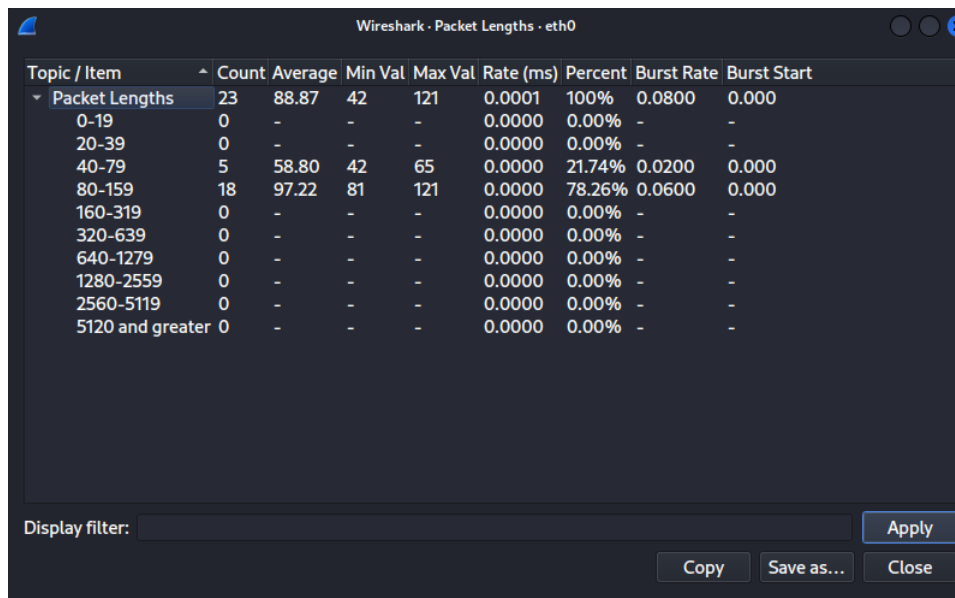 Wireshark · Packet Lengths · eth0
Topic / Item Count Average Min Val Max Val Rate (ms) Percent Burst Rate Burst Start
Packet Lengths 23 88.87 42 121 0.0001 100% 0.0800 0.000
0-19 0 - - - 0.0000 0.00% - -
20-39 0 - - - 0.0000 0.00% - -
40-79 5 58.80 42 65 0.0000 21.74% 0.0200 0.000
80-159 18 97.22 81 121 0.0000 78.26% 0.0600 0.000
160-319 0 - - - 0.0000 0.00% - -
320-639 0 - - - 0.0000 0.00% - -
640-1279 0 - - - 0.0000 0.00% - -
1280-2559 0 - - - 0.0000 0.00% - -
2560-5119 0 - - - 0.0000 0.00% - -
5120 and greater 0 - - - 0.0000 0.00% - -
Display filter:
Apply
Copy Save as... Close